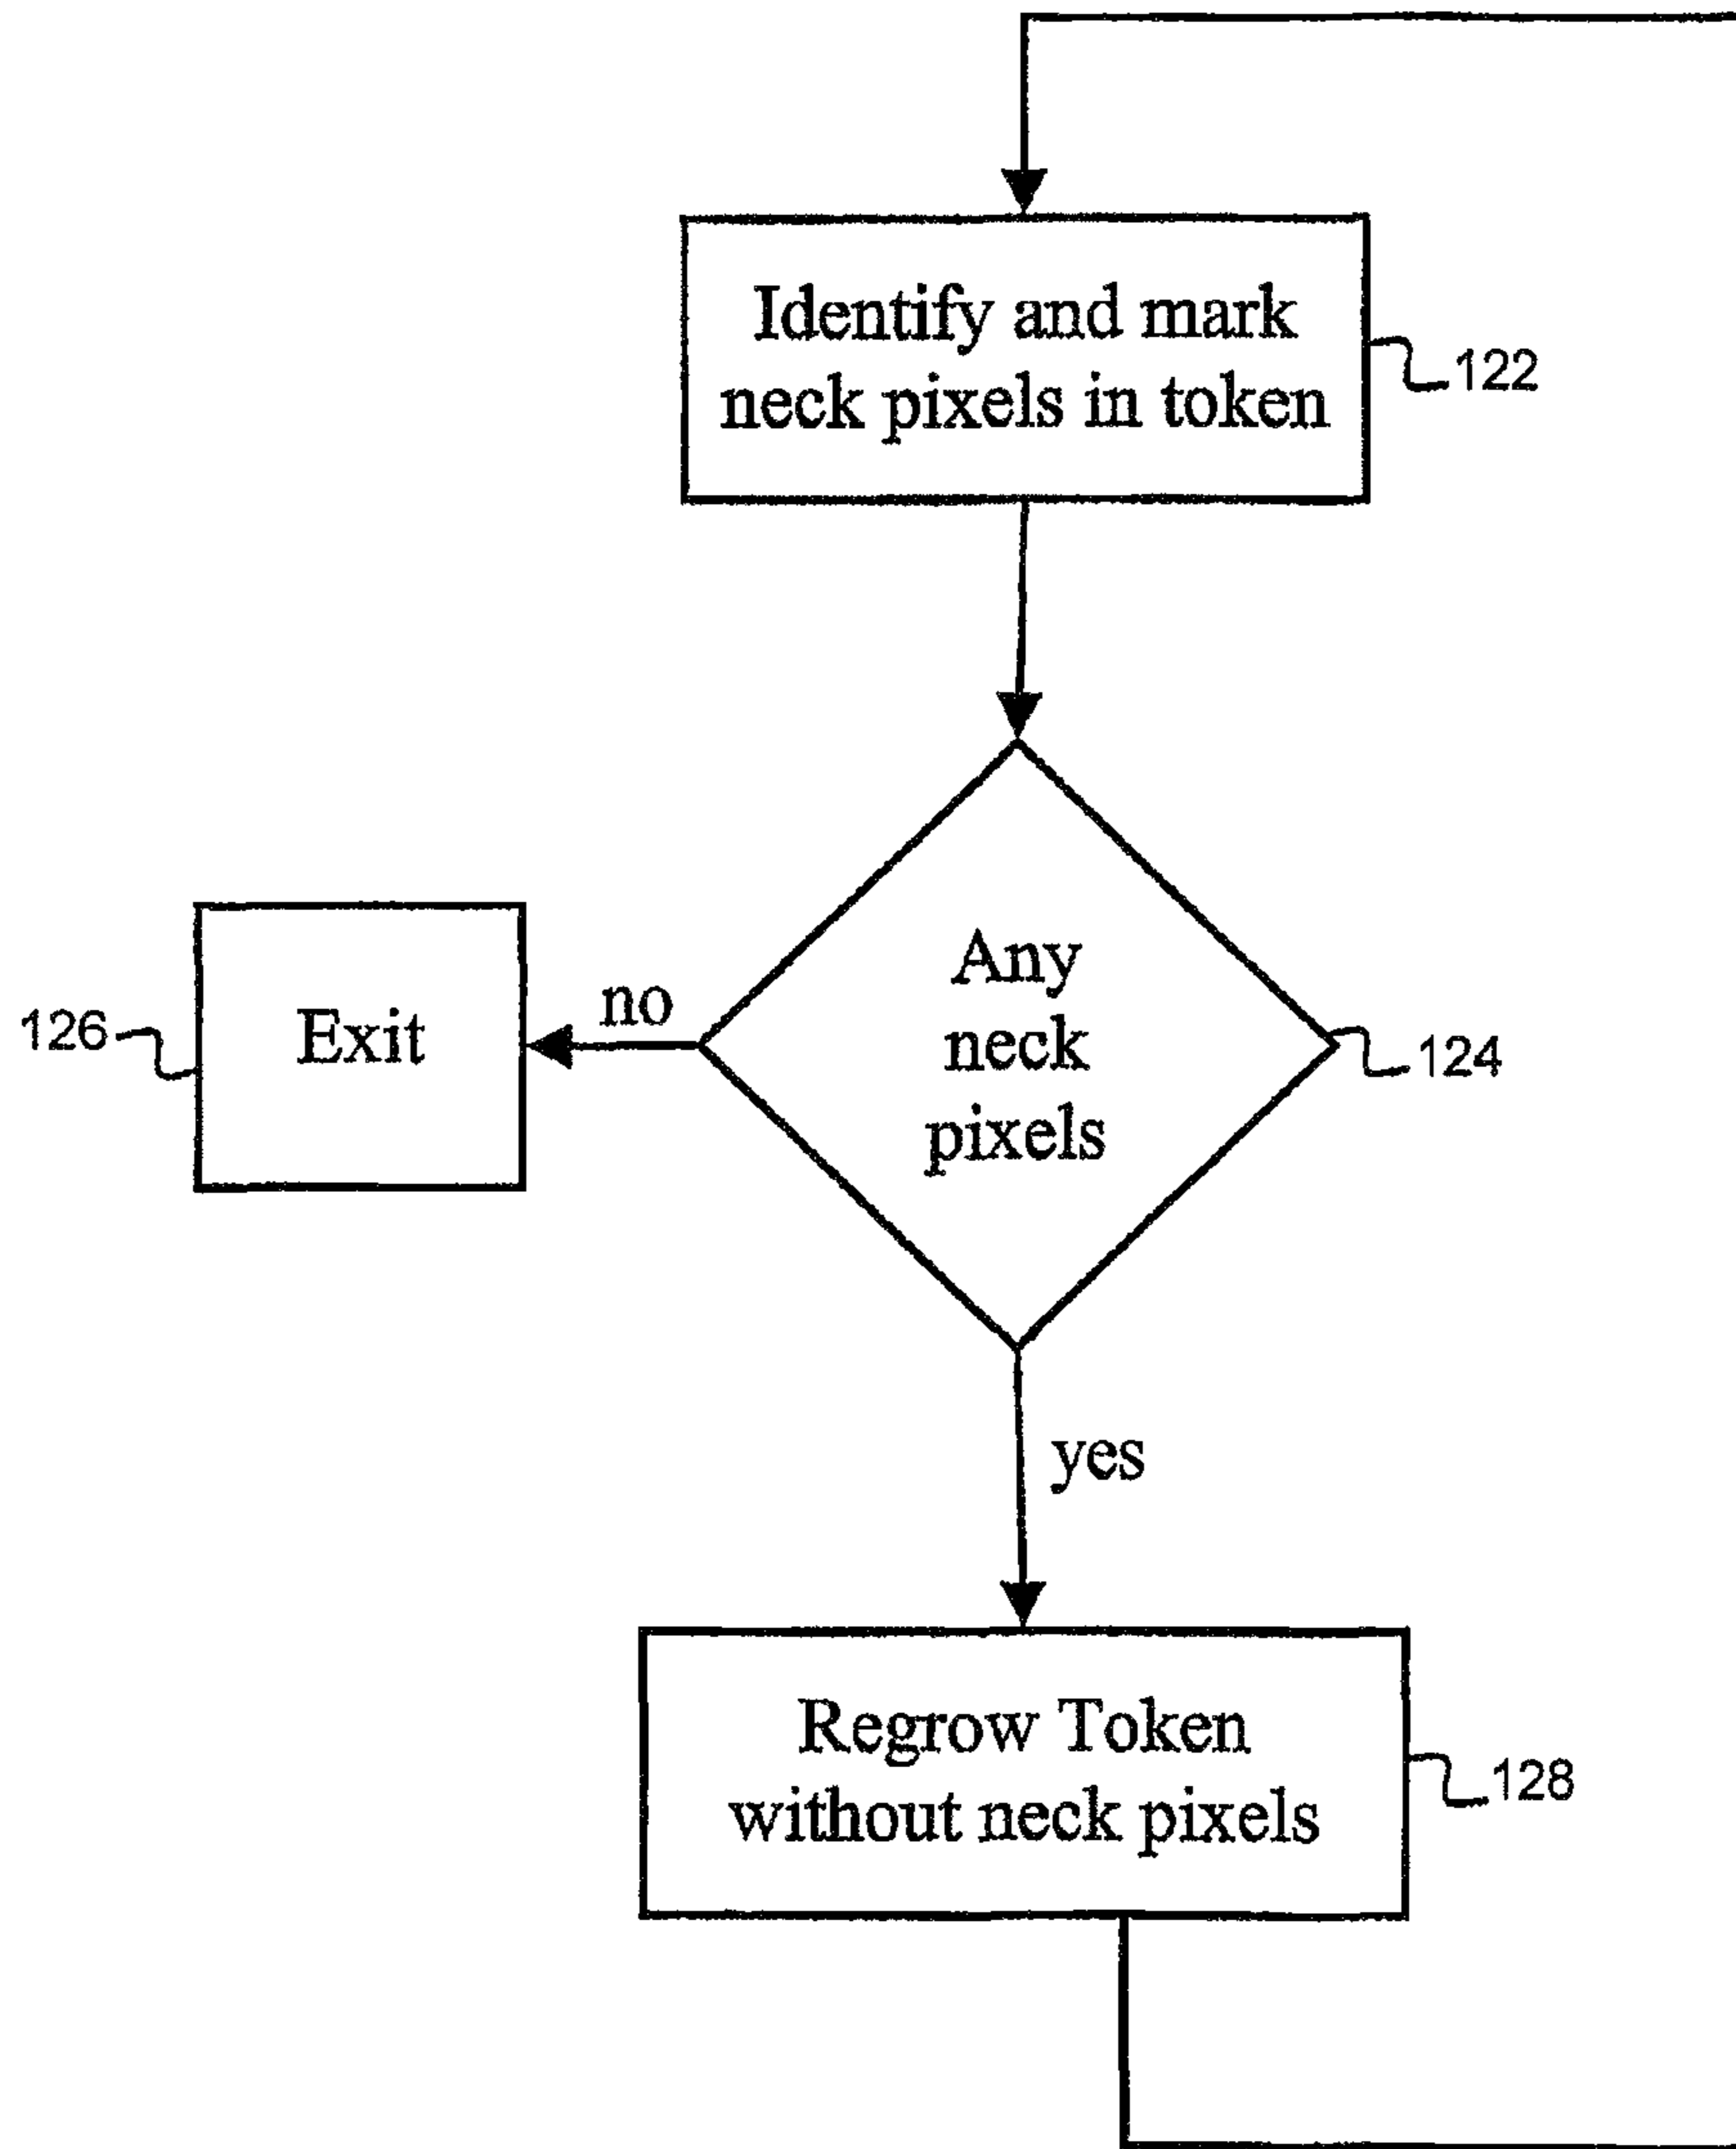 Identify and mark
neck pixels in token
122
Any
neck
pixels
124
no
Exit
126
yes
Regrow Token
without neck pixels
128